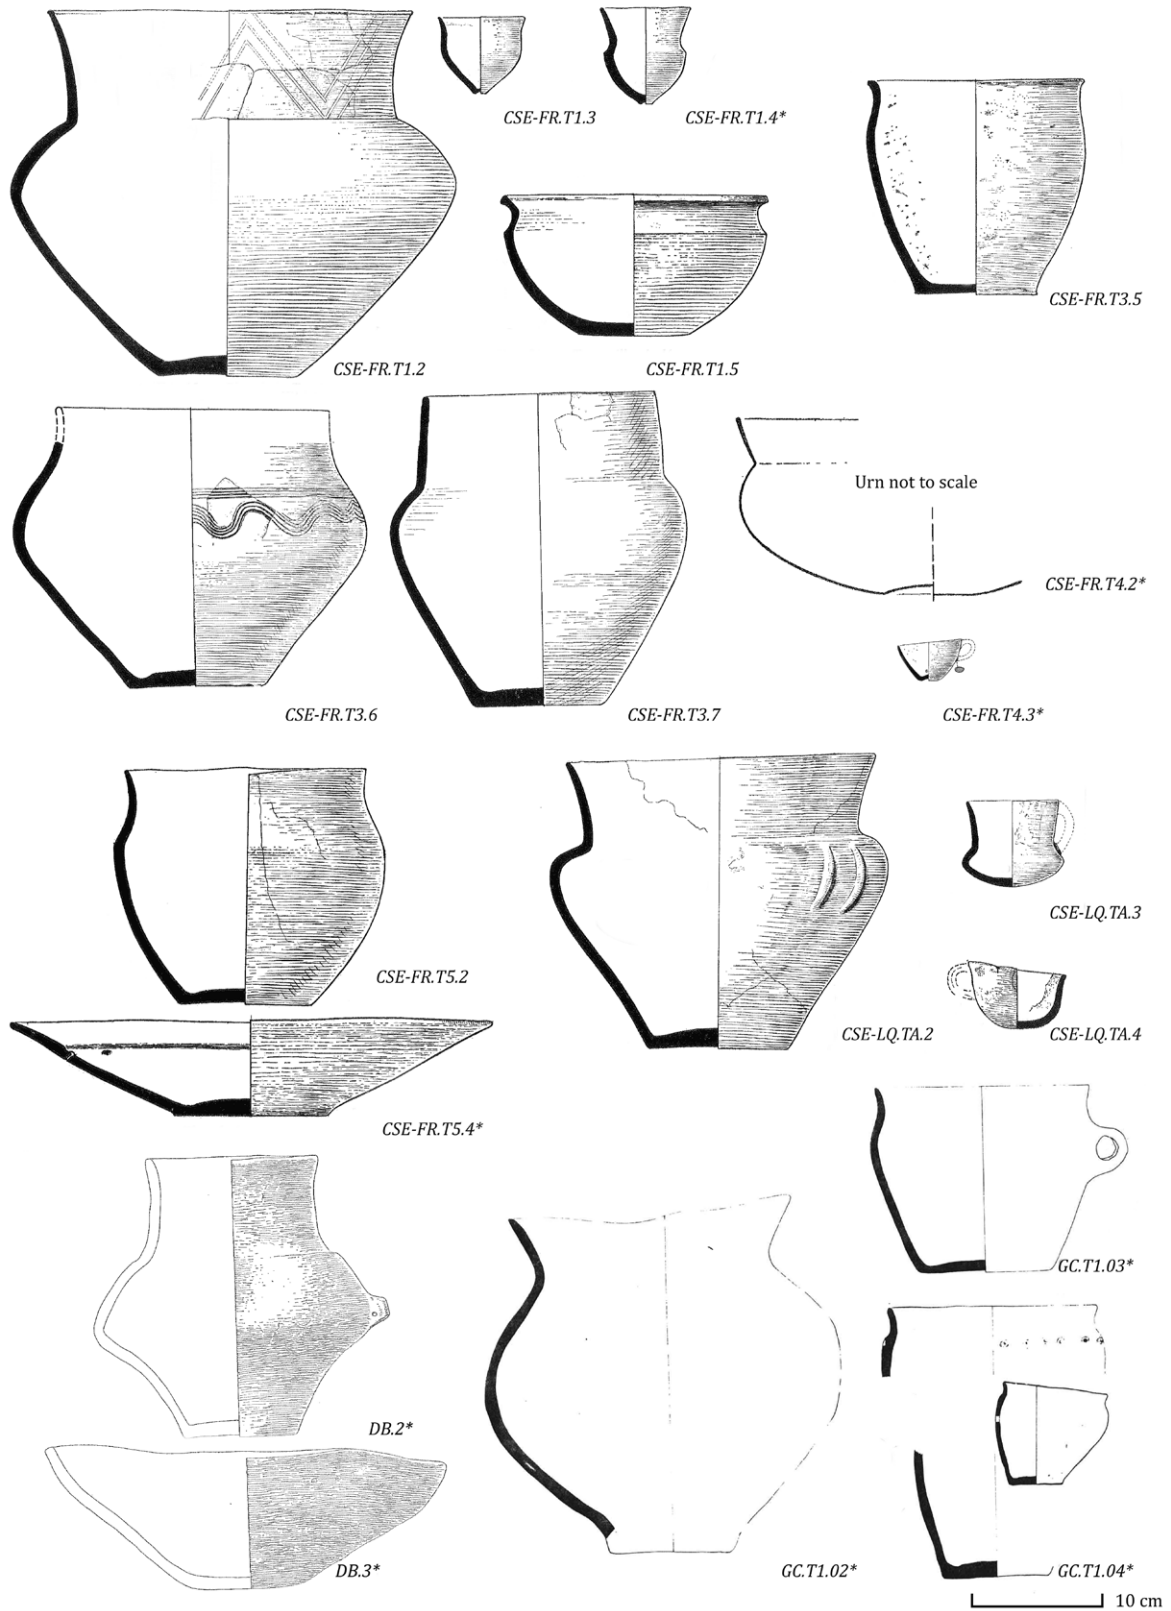 CSE-FR.T1.3
CSE-FR.T1.4*
CSE-FR.T3.5
CSE-FR.T1.2
CSE-FR.T1.5
Urn not to scale
CSE-FR.T4.2*
CSE-FR.T3.6
CSE-FR.T3.7
CSE-FR.T4.3*
CSE-LQ.TA.3
CSE-FR.T5.2
CSE-LQ.TA.2
CSE-LQ.TA.4
CSE-FR.T5.4*
GC.T1.03*
DB.2*
DB.3*
GC.T1.02*
GC.T1.04*
10 cm